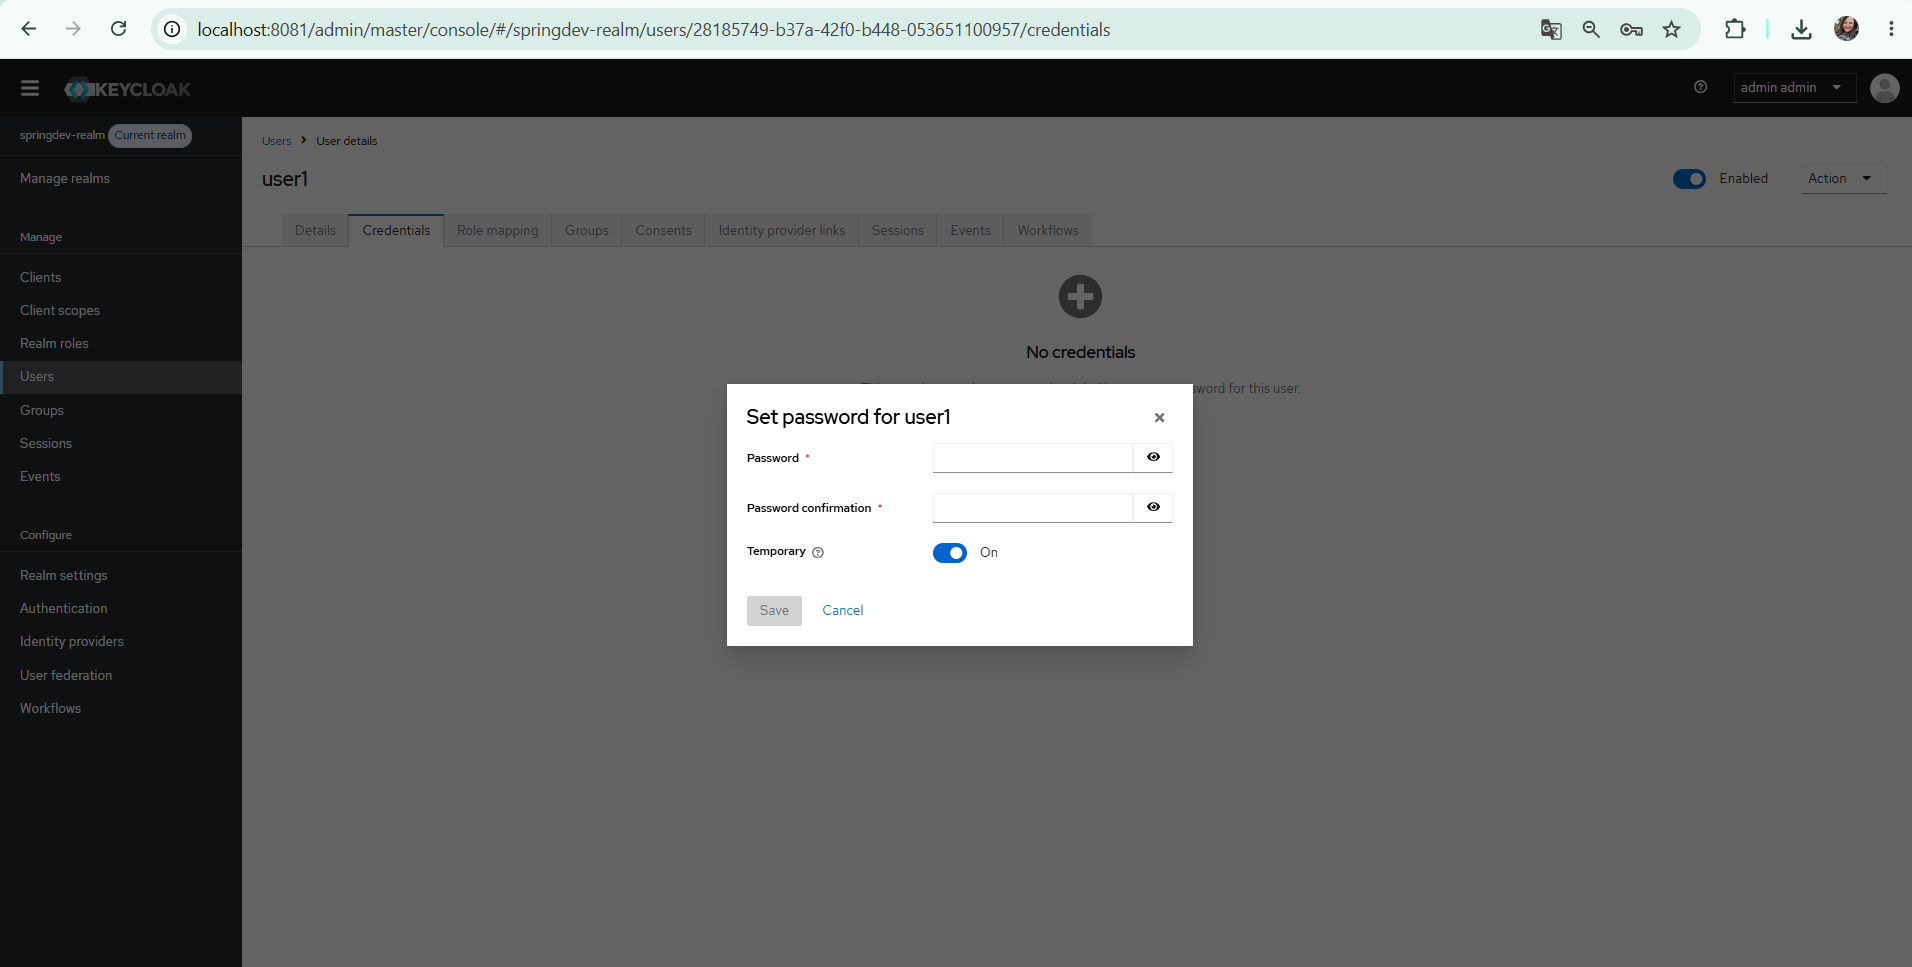 localhost:8081/admin/master/console/#/springdev-realm/users/28185749-b37a-42f0-b448-053651100957/credentials
KEYCLOAK
admin admin
springdev-realm Current realm
Manage realms
Manage
Clients
Client scopes
Realm roles
Users
Groups
Sessions
Events
Configure
Realm settings
Authentication
Identity providers
User federation
Workflows
Users > User details
user1
Enabled
Action
Details Credentials Role mapping Groups Consents Identity provider links Sessions Events Workflows
No credentials
for this user.
Set password for user1
Password *
Password confirmation *
Temporary On
Save Cancel